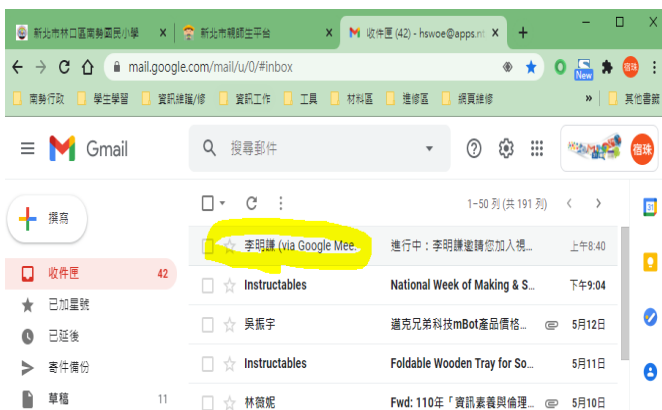 新北市林口區南勢國民小學
新北市親師生平台
收件匣 (42) - hswoe@apps.nt
mail.google.com/mail/u/0/#inbox
New
宿珠
南勢行政 學生學習 資訊維護/修 資訊工作 工具 材料區 進修區 網頁維修 » 其他書籤
Gmail
搜尋郵件
宿珠
撰寫
1–50 列 (共 191 列)
31
李明謙 (via Google Mee. 進行中：李明謙邀請您加入視... 上午8:40
收件匣 42
Instructables National Week of Making & S... 下午9:04
已加星號
吳振宇 邁克兄弟科技mBot產品價格... 5月12日
已延後
寄件備份
Instructables Foldable Wooden Tray for So... 5月11日
草稿 11
林薇妮 Fwd: 110年「資訊素養與倫理... 5月10日